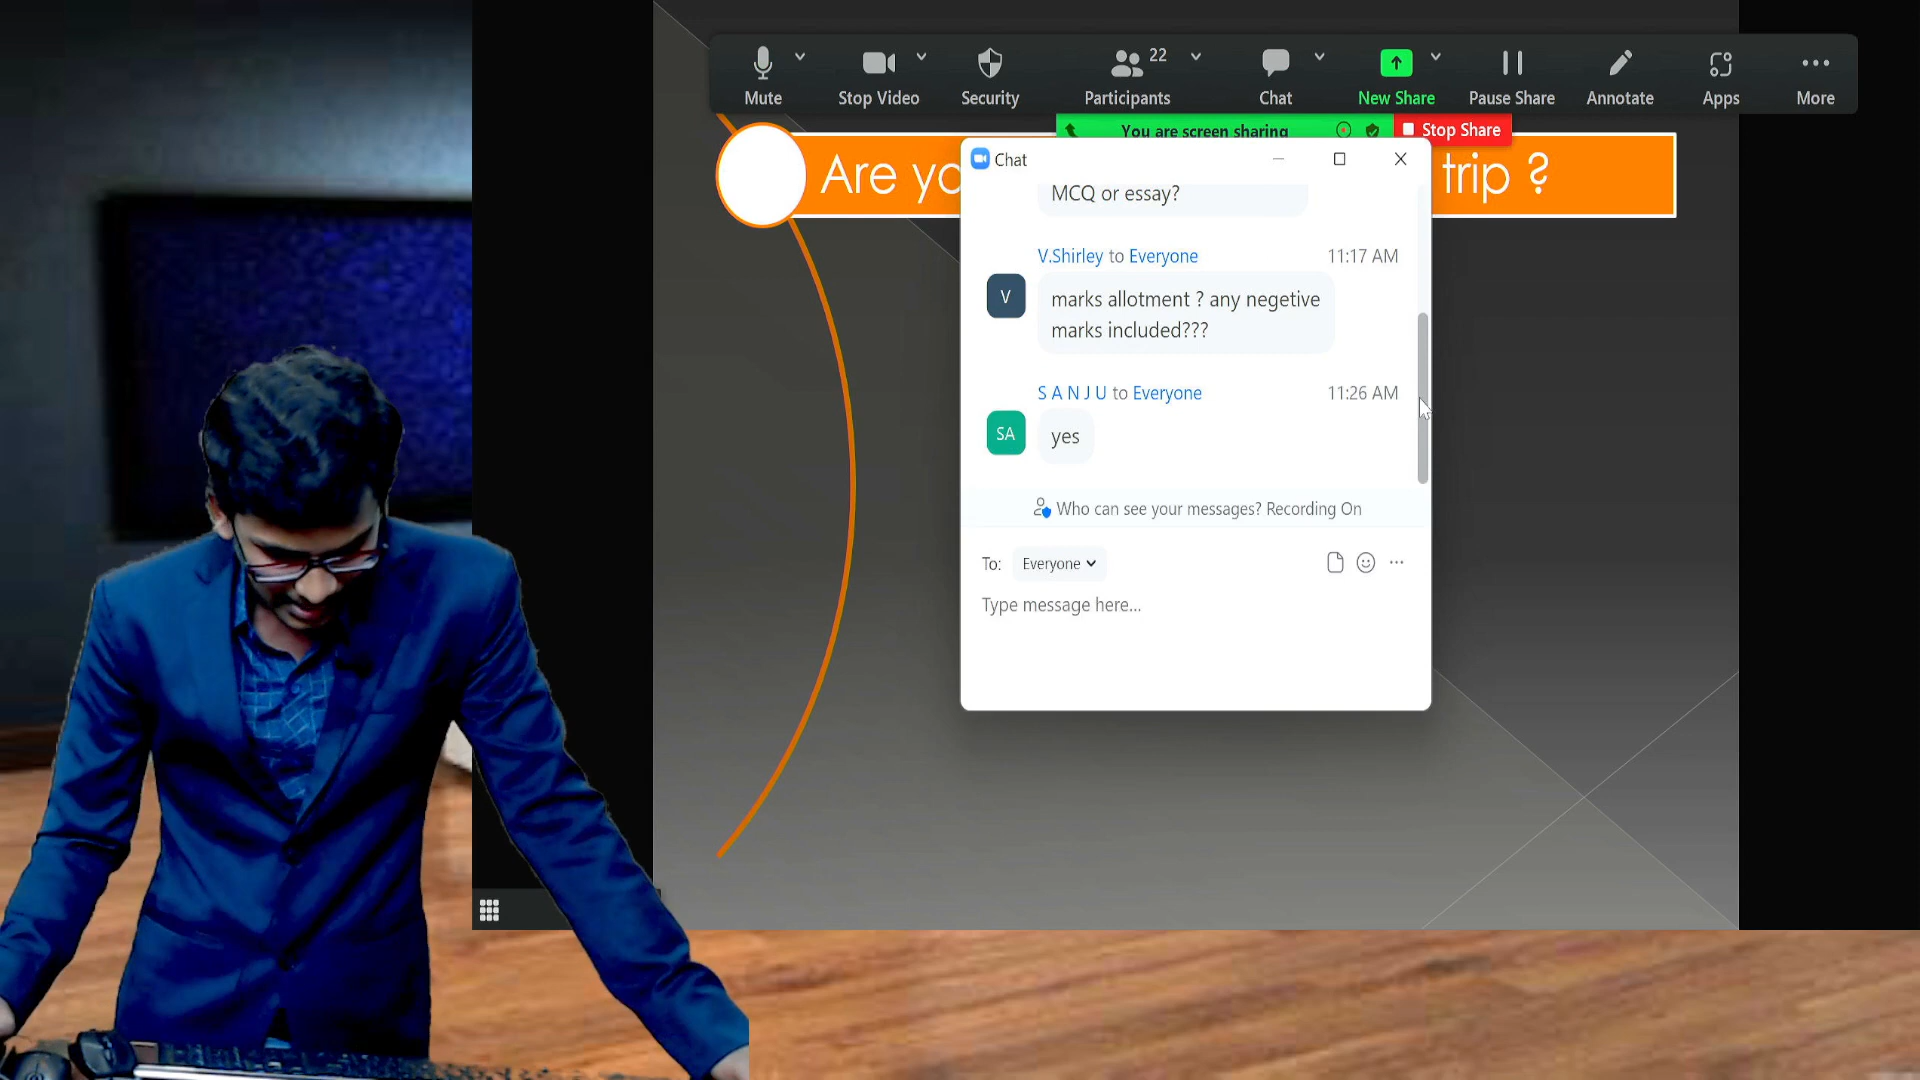 22
Mute
Stop Video
Security
Participants
Chat
New Share
Pause Share
Annotate
Apps
More
You are screen sharing
Stop Share
Are yo
trip ?
Chat
MCQ or essay?
V.Shirley to Everyone
11:17 AM
V
marks allotment ? any negetive
marks included???
S A N J U to Everyone
11:26 AM
SA
yes
Who can see your messages? Recording On
To:
Everyone
Type message here...